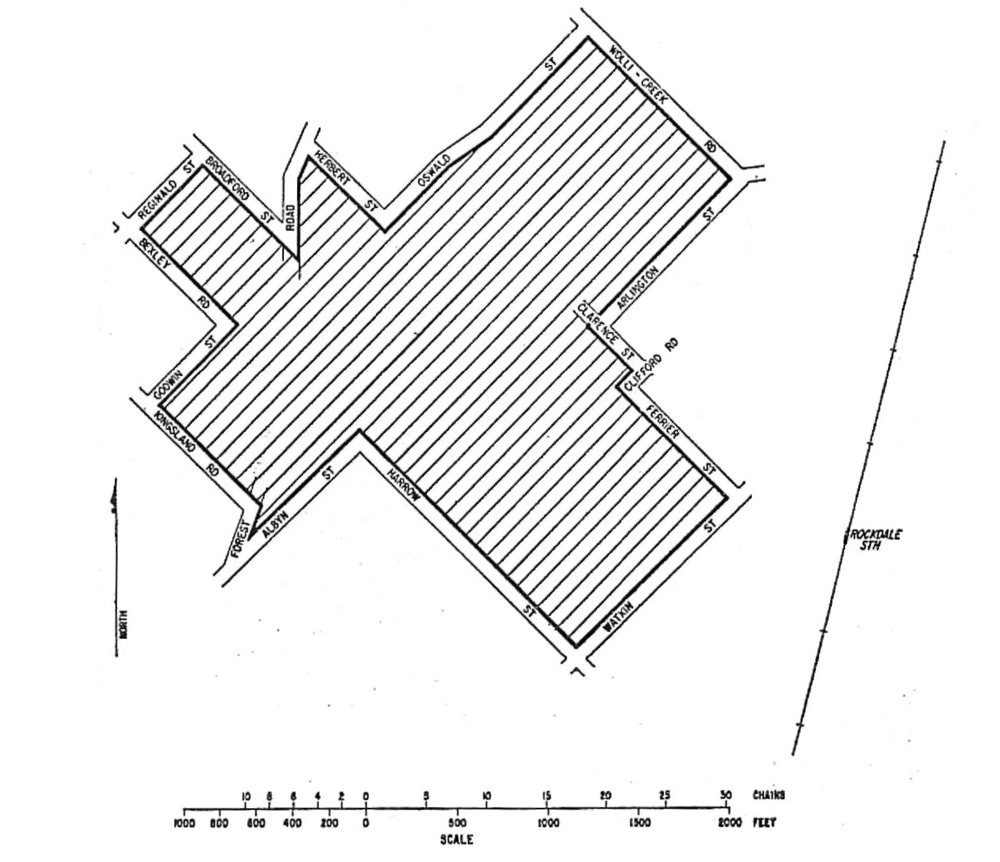 WOLLI - CREEK RD
OSWALD ST
KERBERT ST
BROADFORD ST
REGINALD ST
ROAD
BEXLEY RD
ARLINGTON ST
CLARENCE ST
CLIFFORD RD
GODWIN ST
KINGSLAND RD
FERRIER ST
ALBYN ST
HARROW ST
FOREST
WATKIN ST
ROCKDALE
STH
NORTH
10 8 6 4 2 0 5 10 15 20 25 30 CHAINS
1000 800 600 400 200 0 500 1000 1500 2000 FEET
SCALE